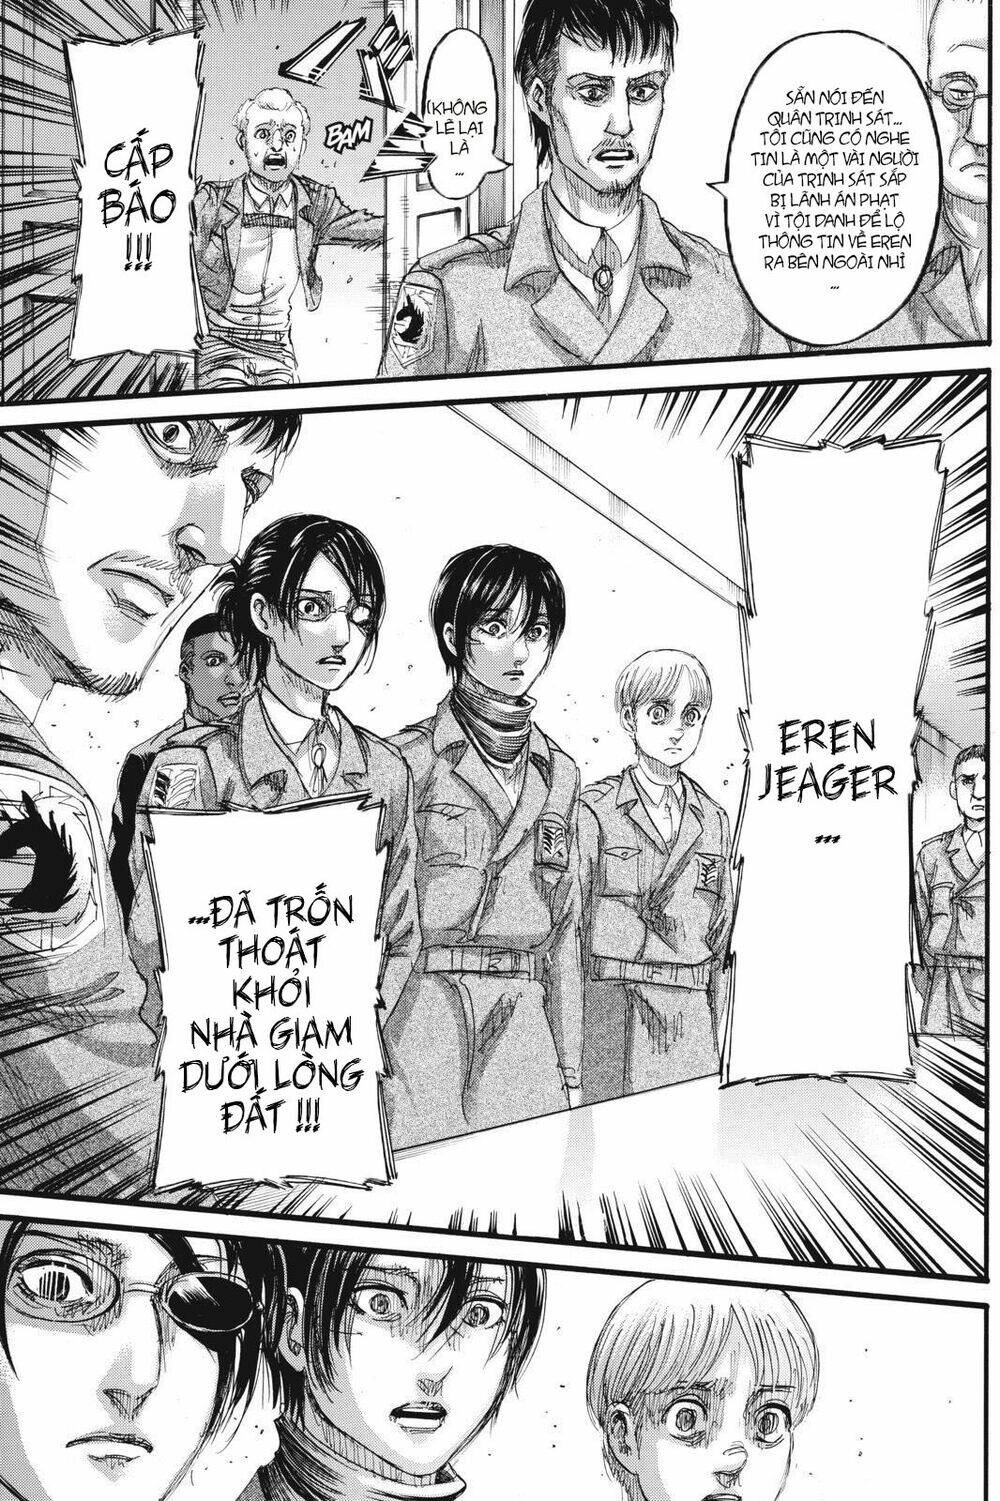 SẴN NÓI ĐẾN
QUÂN TRINH SÁT...
TÔI CŨNG CÓ NGHE
TIN LÀ MỘT VÀI NGƯỜI
CỦA TRINH SÁT SẮP
BỊ LÃNH ÁN PHẠT
VÌ TỘI DANH ĐỂ LỘ
THÔNG TIN VỀ EREN
RA BÊN NGOÀI NHỈ
...
(KHÔNG
LẼ LẠI
LÀ
...
BAM
CẤP
BÁO
!!!
EREN
JEAGER
...
...ĐÃ TRỐN
THOÁT
KHỎI
NHÀ GIAM
DƯỚI LÒNG
ĐẤT !!!